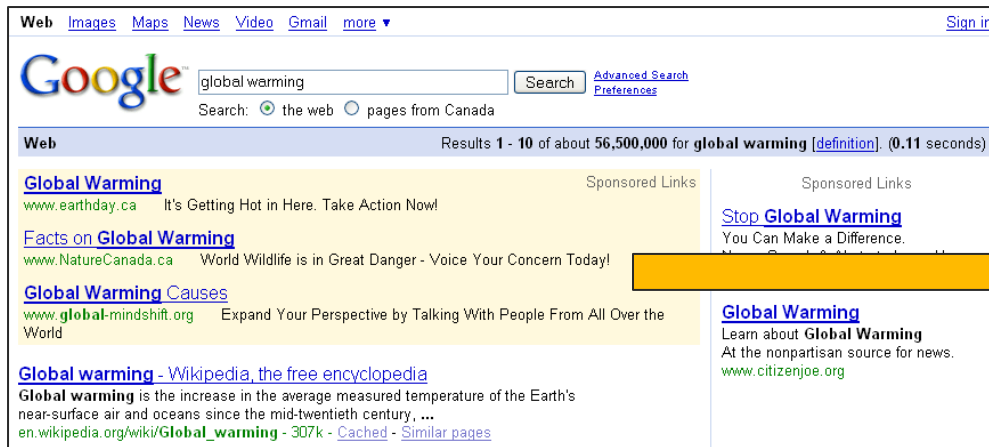 Web Images Maps News Video Gmail more ▼ Sign in
Google™ global warming Search Advanced Search
Preferences
Search: the web pages from Canada
Web Results 1 - 10 of about 56,500,000 for global warming [definition]. (0.11 seconds)
Sponsored Links
Global Warming
www.earthday.ca It's Getting Hot in Here. Take Action Now!
Facts on Global Warming
www.NatureCanada.ca World Wildlife is in Great Danger - Voice Your Concern Today!
Global Warming Causes
www.global-mindshift.org Expand Your Perspective by Talking With People From All Over the
World
Global warming - Wikipedia, the free encyclopedia
Global warming is the increase in the average measured temperature of the Earth's
near-surface air and oceans since the mid-twentieth century, ...
en.wikipedia.org/wiki/Global_warming - 307k - Cached - Similar pages
Sponsored Links
Stop Global Warming
You Can Make a Difference.
Global Warming
Learn about Global Warming
At the nonpartisan source for news.
www.citizenjoe.org